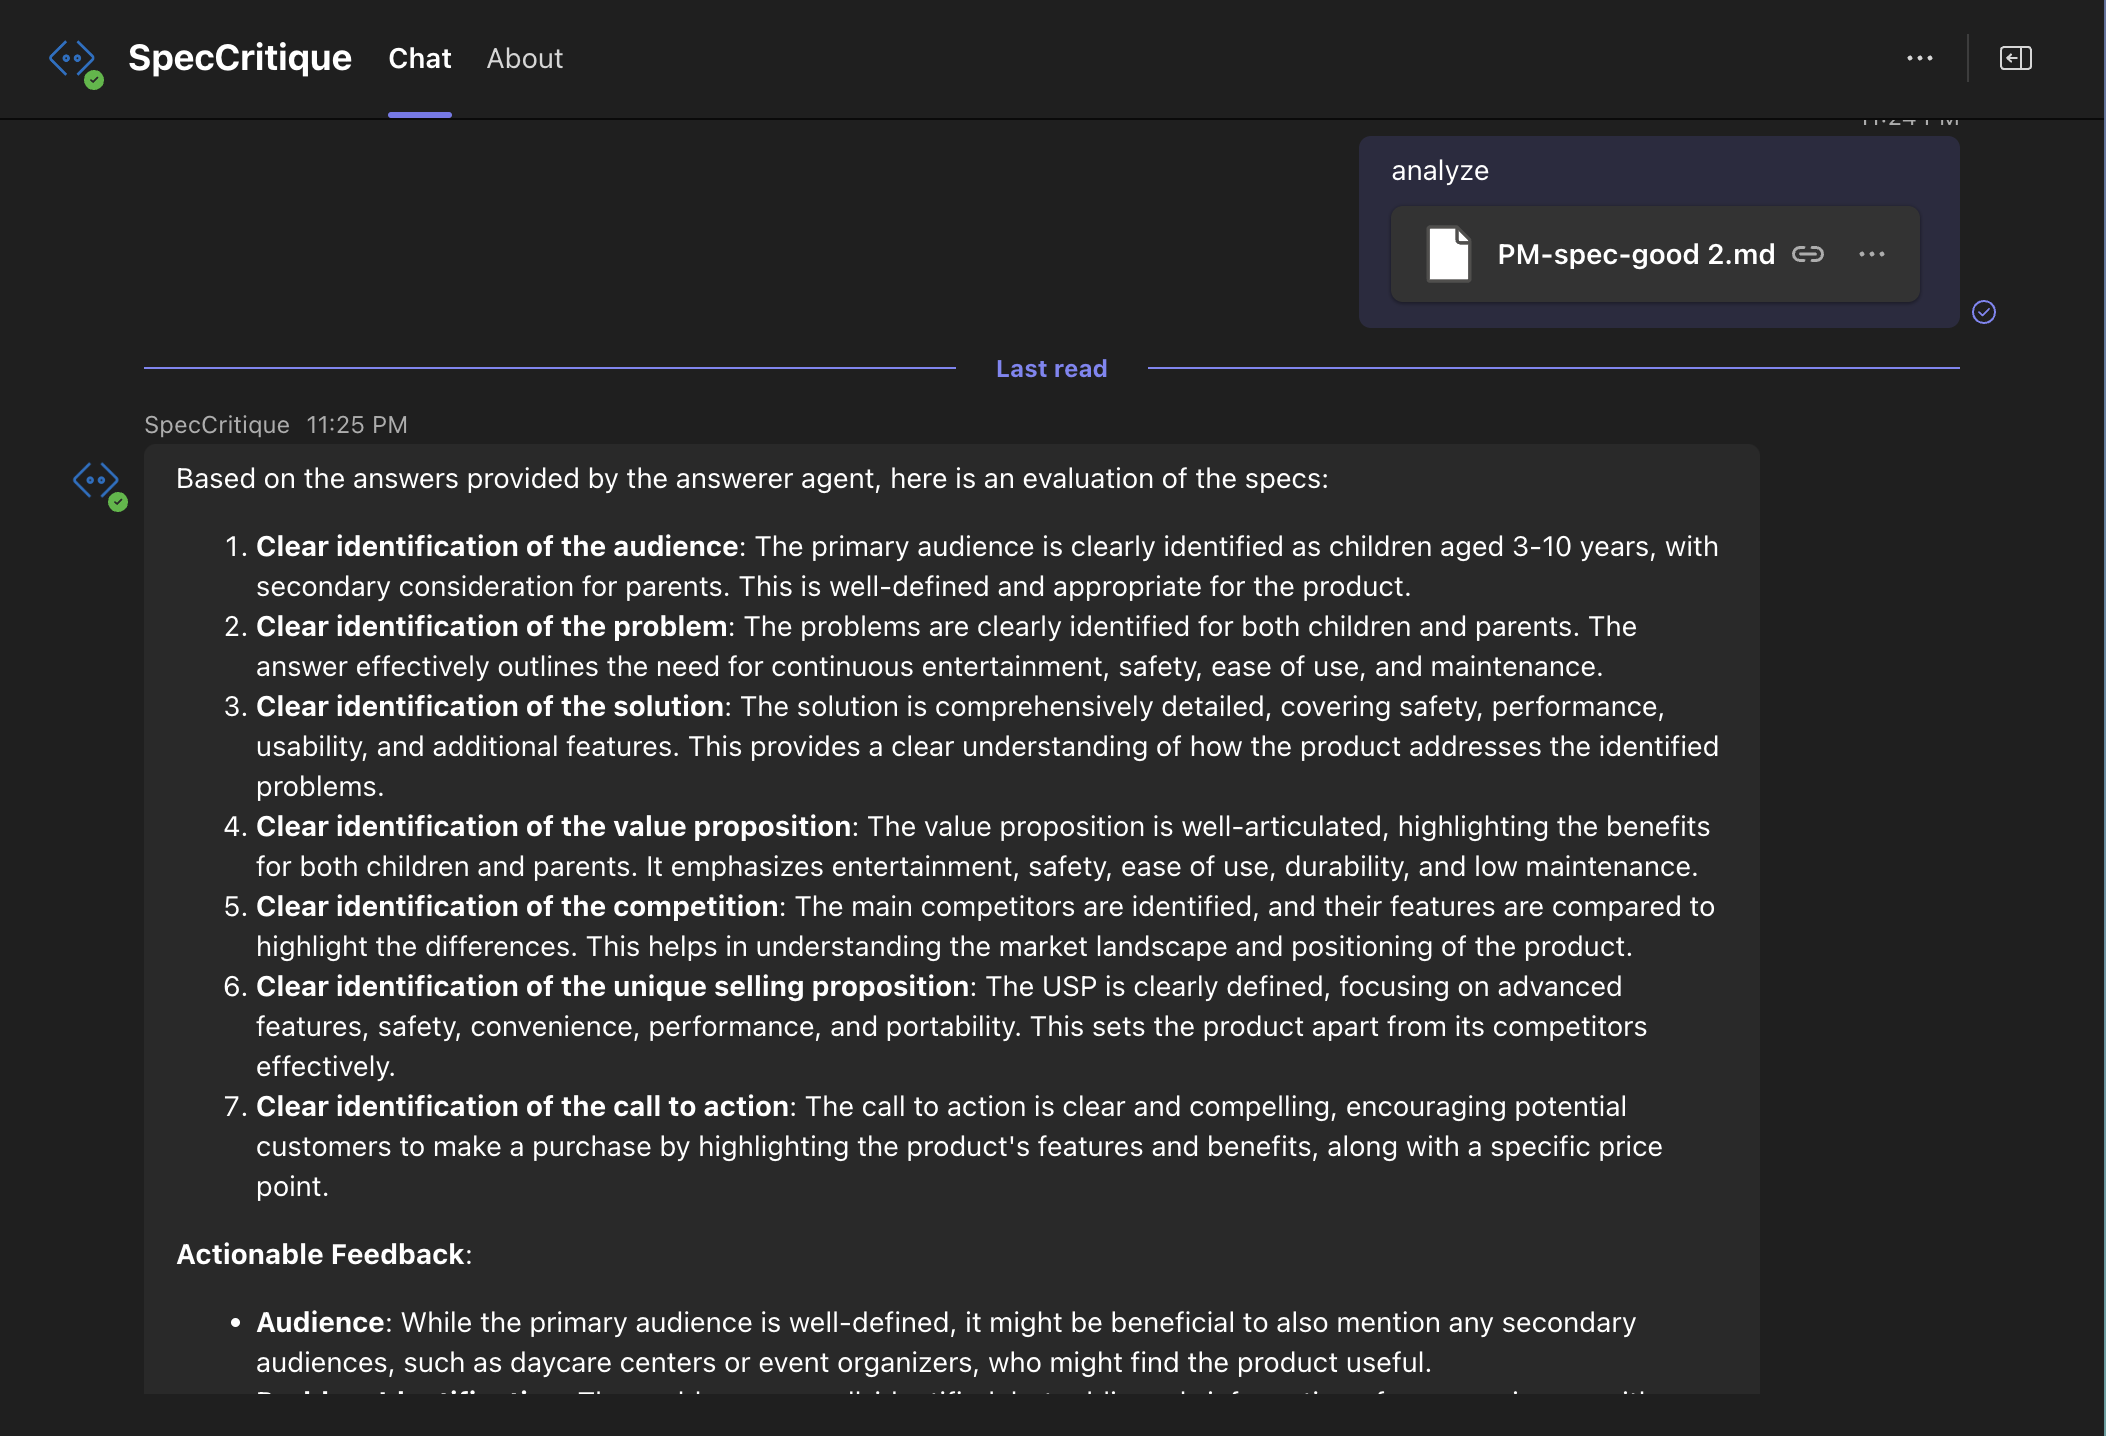 SpecCritique Chat About
11:24 PM
analyze
PM-spec-good 2.md
Last read
SpecCritique 11:25 PM
Based on the answers provided by the answerer agent, here is an evaluation of the specs:
1. Clear identification of the audience: The primary audience is clearly identified as children aged 3-10 years, with
secondary consideration for parents. This is well-defined and appropriate for the product.
2. Clear identification of the problem: The problems are clearly identified for both children and parents. The
answer effectively outlines the need for continuous entertainment, safety, ease of use, and maintenance.
3. Clear identification of the solution: The solution is comprehensively detailed, covering safety, performance,
usability, and additional features. This provides a clear understanding of how the product addresses the identified
problems.
4. Clear identification of the value proposition: The value proposition is well-articulated, highlighting the benefits
for both children and parents. It emphasizes entertainment, safety, ease of use, durability, and low maintenance.
5. Clear identification of the competition: The main competitors are identified, and their features are compared to
highlight the differences. This helps in understanding the market landscape and positioning of the product.
6. Clear identification of the unique selling proposition: The USP is clearly defined, focusing on advanced
features, safety, convenience, performance, and portability. This sets the product apart from its competitors
effectively.
7. Clear identification of the call to action: The call to action is clear and compelling, encouraging potential
customers to make a purchase by highlighting the product's features and benefits, along with a specific price
point.
Actionable Feedback:
• Audience: While the primary audience is well-defined, it might be beneficial to also mention any secondary
audiences, such as daycare centers or event organizers, who might find the product useful.